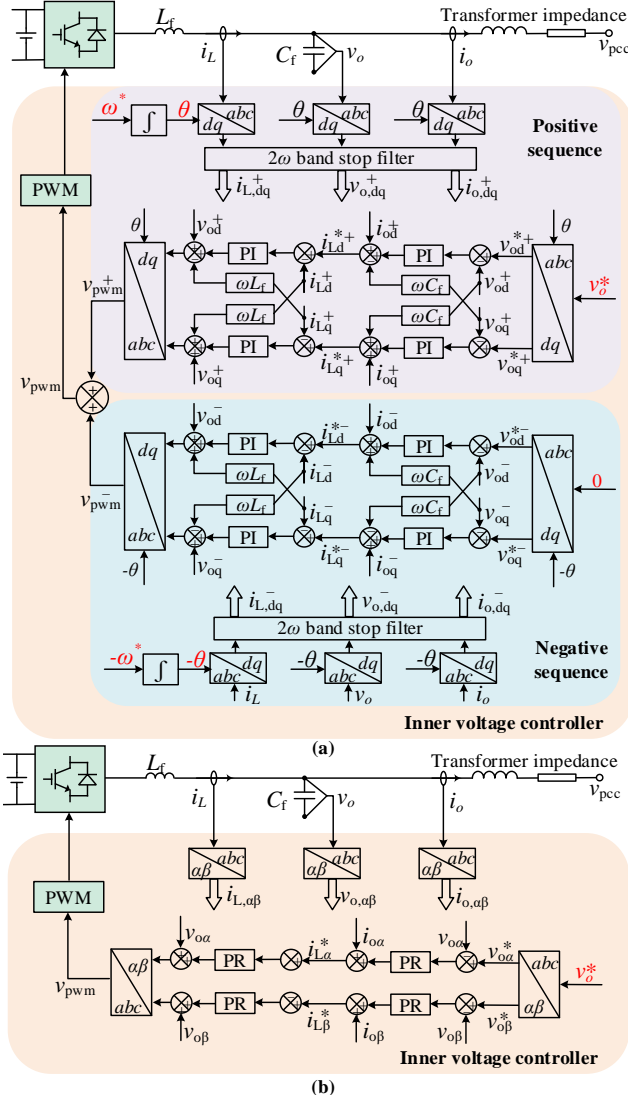 L_f
i_L
C_f
v_o
i_o
Transformer impedance
v_pcc
ω*
∫
θ
abc
dq
θ
abc
dq
θ
abc
dq
Positive
sequence
2ω band stop filter
PWM
i_L,dq^+
v_o,dq^+
i_o,dq^+
θ
v_od^+
i_Ld^*+
i_od^+
v_od^*+
θ
dq
abc
PI
PI
abc
dq
v_pwm^+
ωL_f
i_Ld^+
ωC_f
v_od^+
v_o^*
ωL_f
i_Lq^+
ωC_f
v_oq^+
PI
PI
v_oq^+
i_Lq^*+
i_oq^+
v_oq^*+
v_pwm
v_od^-
i_Ld^*-
i_od^-
v_od^*-
dq
abc
PI
PI
abc
dq
v_pwm^-
ωL_f
i_Ld^-
ωC_f
v_od^-
0
ωL_f
i_Lq^-
ωC_f
v_oq^-
PI
PI
-θ
v_oq^-
i_Lq^*-
i_oq^-
v_oq^*-
-θ
i_L,dq^-
v_o,dq^-
i_o,dq^-
2ω band stop filter
Negative
sequence
-ω*
∫
-θ
dq
abc
-θ
dq
abc
-θ
dq
abc
i_L
v_o
i_o
Inner voltage controller
(a)
L_f
i_L
C_f
v_o
i_o
Transformer impedance
v_pcc
abc
αβ
abc
αβ
abc
αβ
PWM
i_L,αβ
v_o,αβ
i_o,αβ
v_oα
i_Lα^*
i_oα
v_oα
v_oα^*
αβ
abc
PR
PR
abc
αβ
v_pwm
v_o^*
PR
PR
v_oβ
i_Lβ^*
i_oβ
v_oβ
v_oβ^*
Inner voltage controller
(b)